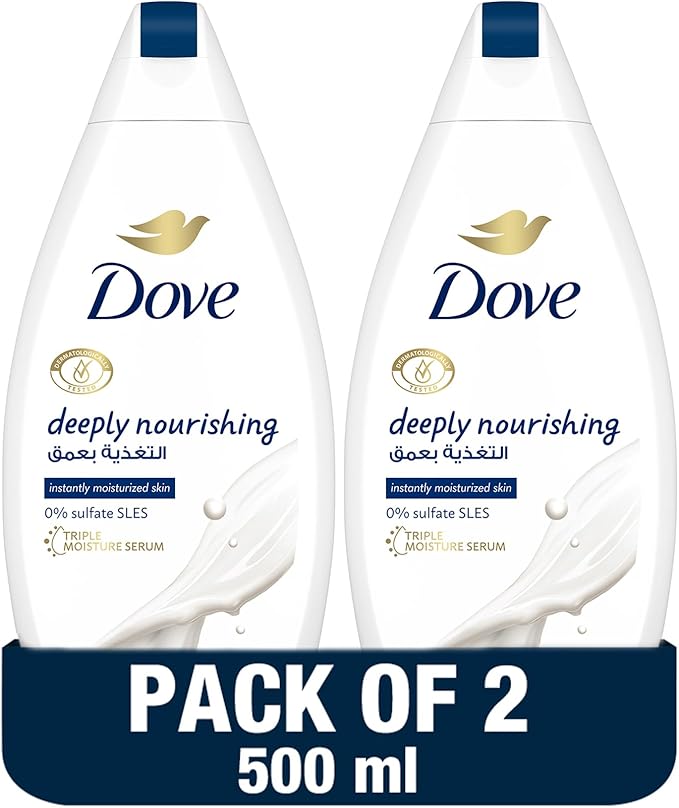 Dove
DERMATOLOGICALLY
TESTED
deeply nourishing
التغذية بعمق
instantly moisturized skin
0% sulfate SLES
TRIPLE
MOISTURE SERUM
Dove
DERMATOLOGICALLY
TESTED
deeply nourishing
التغذية بعمق
instantly moisturized skin
0% sulfate SLES
TRIPLE
MOISTURE SERUM
PACK OF 2
500 ml